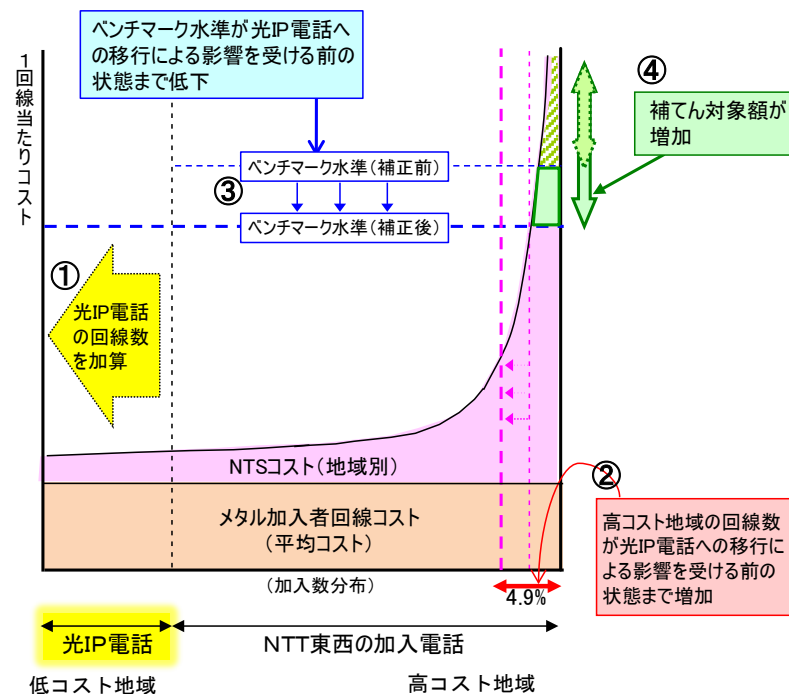 ベンチマーク水準が光IP電話へ
の移行による影響を受ける前の
状態まで低下
1回線当たりコスト
④
補てん対象額が
増加
ベンチマーク水準(補正前)
③
ベンチマーク水準(補正後)
①
光IP電話
の回線数
を加算
NTSコスト(地域別)
②
メタル加入者回線コスト
(平均コスト)
高コスト地域の回線数
が光IP電話への移行に
よる影響を受ける前の
状態まで増加
(加入数分布)
4.9%
光IP電話
NTT東西の加入電話
低コスト地域
高コスト地域